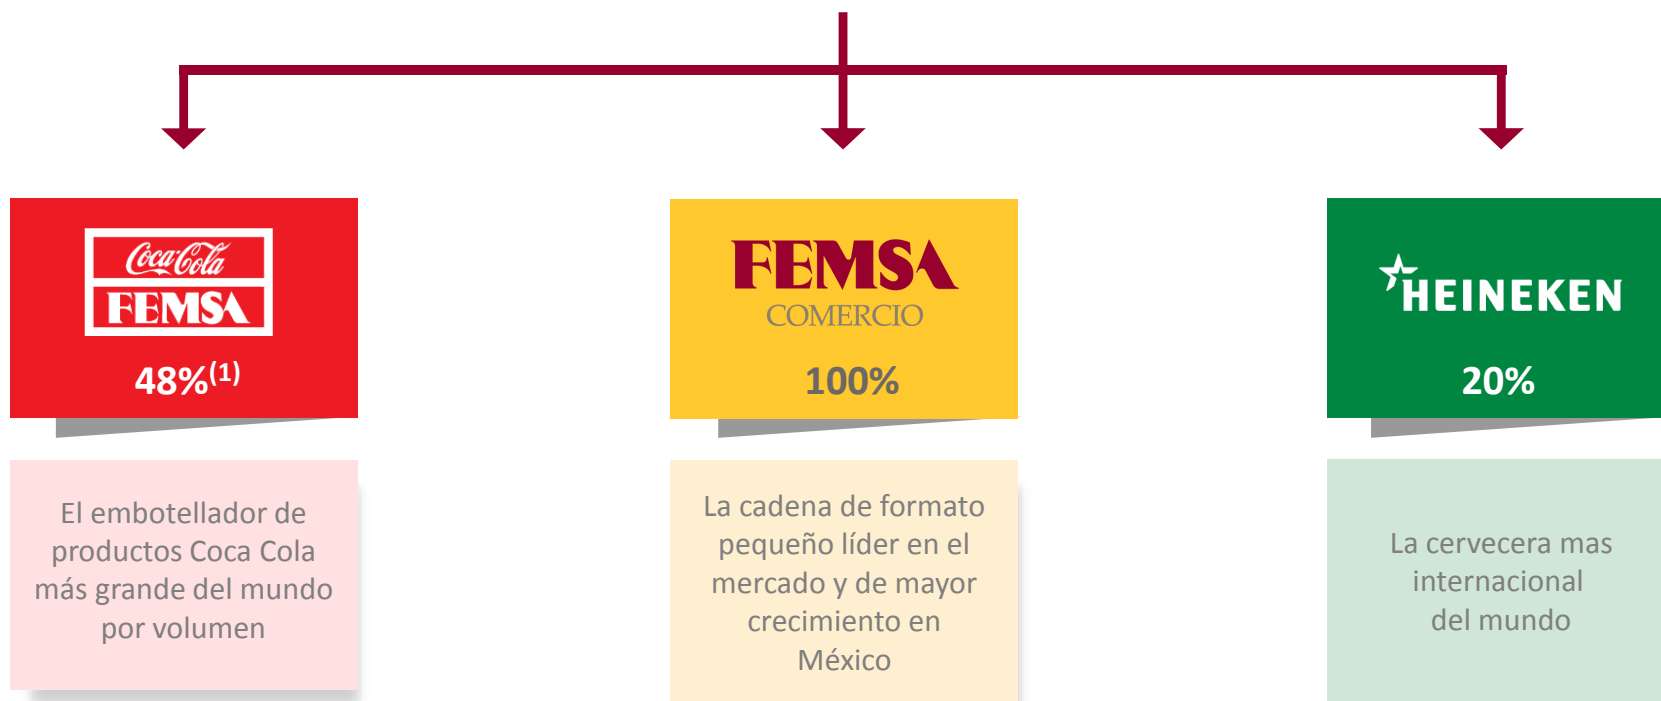 Coca-Cola
FEMSA
48%(1)
El embotellador de
productos Coca Cola
más grande del mundo
por volumen
FEMSA
COMERCIO
100%
La cadena de formato
pequeño líder en el
mercado y de mayor
crecimiento en
México
HEINEKEN
20%
La cervecera mas
internacional
del mundo